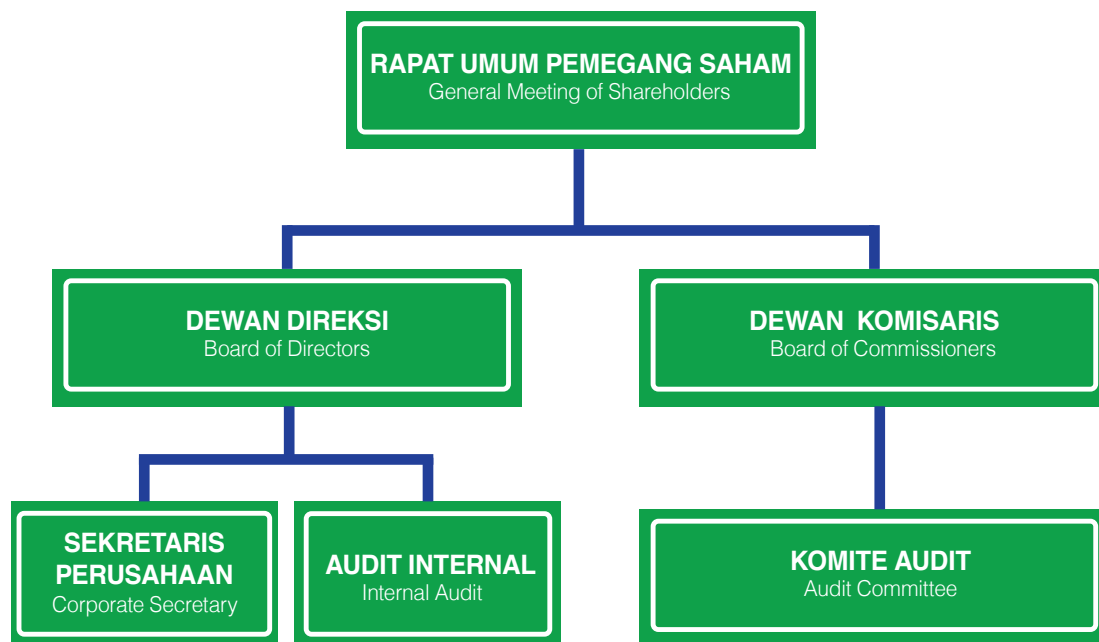 RAPAT UMUM PEMEGANG SAHAM
General Meeting of Shareholders
DEWAN DIREKSI
Board of Directors
DEWAN KOMISARIS
Board of Commissioners
SEKRETARIS
PERUSAHAAN
Corporate Secretary
AUDIT INTERNAL
Internal Audit
KOMITE AUDIT
Audit Committee